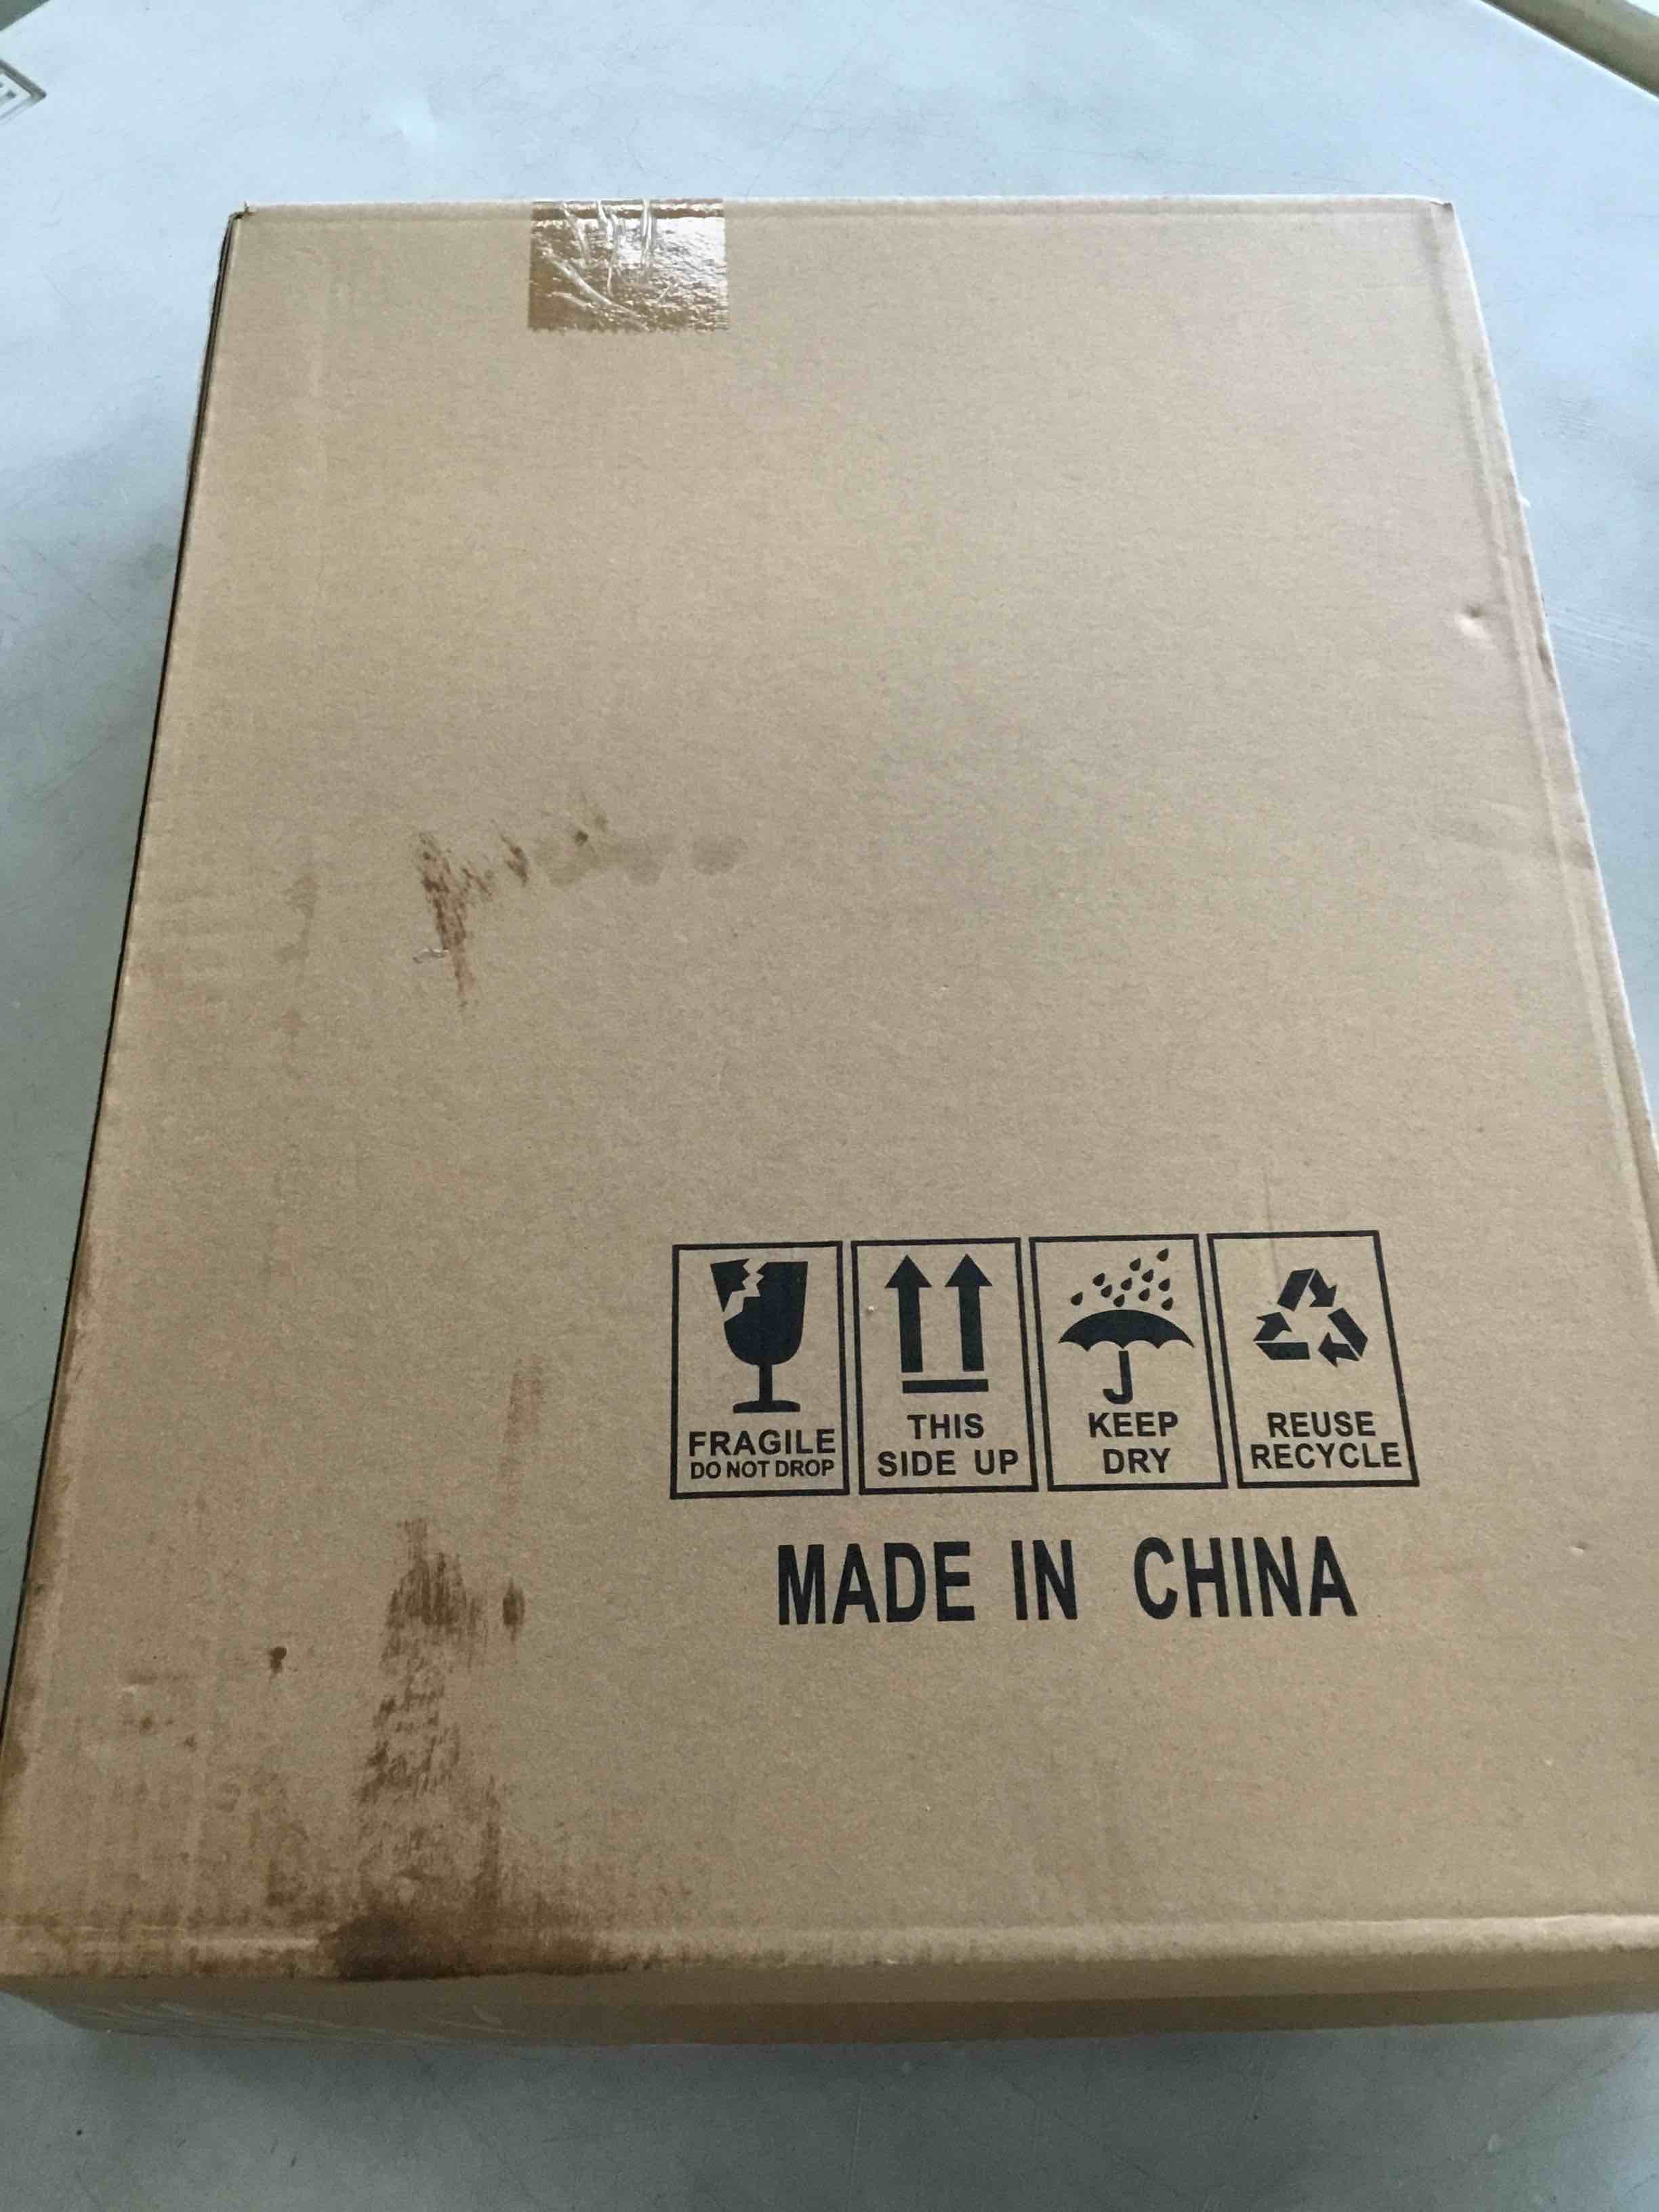 FRAGILE
DO NOT DROP
THIS
SIDE UP
KEEP
DRY
REUSE
RECYCLE
MADE IN CHINA